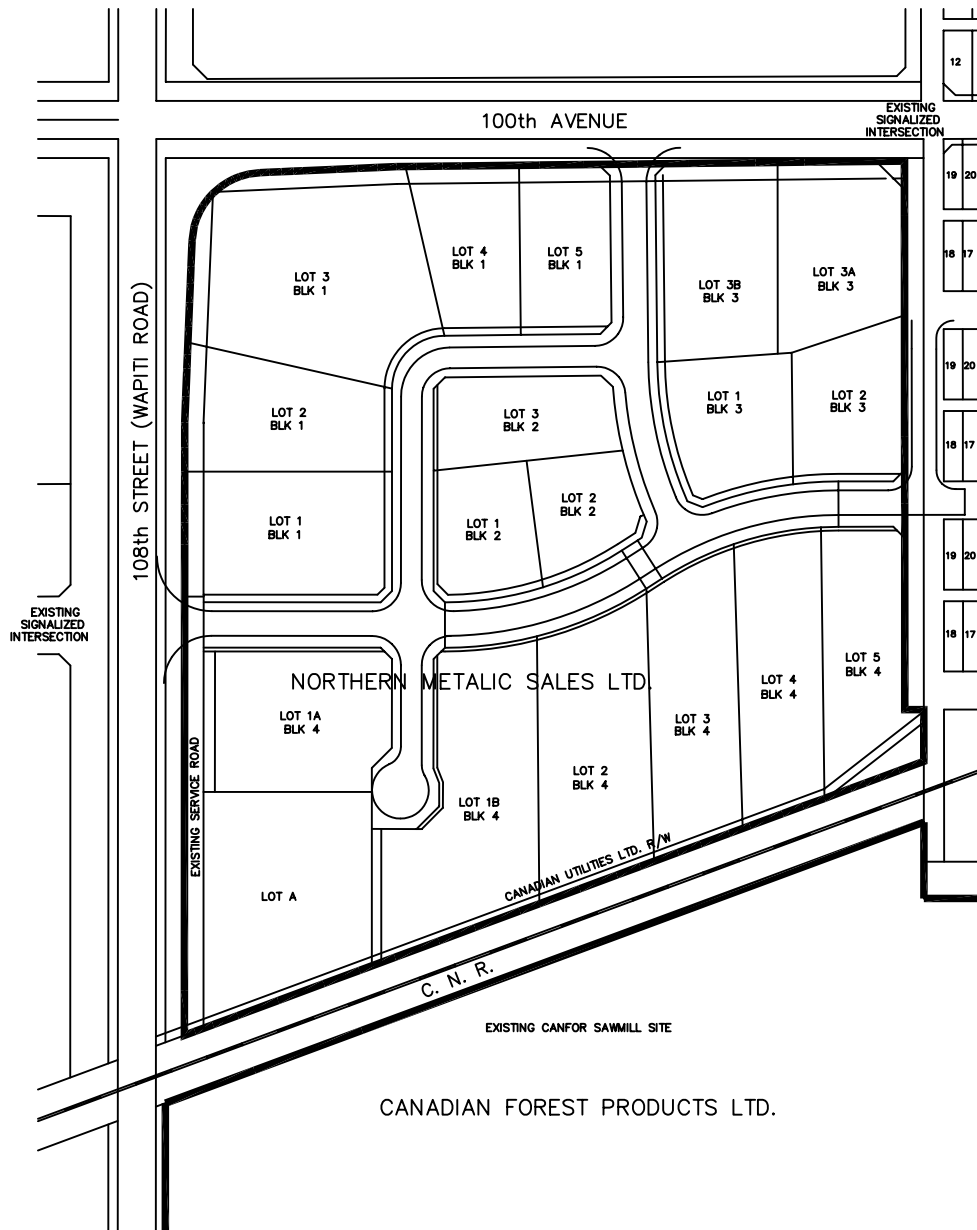 12
100th AVENUE
EXISTING
SIGNALIZED
INTERSECTION
19 20
18 17
LOT 3
BLK 1
LOT 4
BLK 1
LOT 5
BLK 1
LOT 3B
BLK 3
LOT 3A
BLK 3
108th STREET (WAPITI ROAD)
LOT 2
BLK 1
LOT 3
BLK 2
LOT 1
BLK 3
LOT 2
BLK 3
19 20
18 17
LOT 1
BLK 1
LOT 1
BLK 2
LOT 2
BLK 2
19 20
18 17
EXISTING
SIGNALIZED
INTERSECTION
NORTHERN METALIC SALES LTD.
LOT 1A
BLK 4
LOT 5
BLK 4
LOT 4
BLK 4
LOT 3
BLK 4
LOT 2
BLK 4
LOT 1B
BLK 4
EXISTING SERVICE ROAD
LOT A
CANADIAN UTILITIES LTD. R/W
C. N. R.
EXISTING CANFOR SAWMILL SITE
CANADIAN FOREST PRODUCTS LTD.